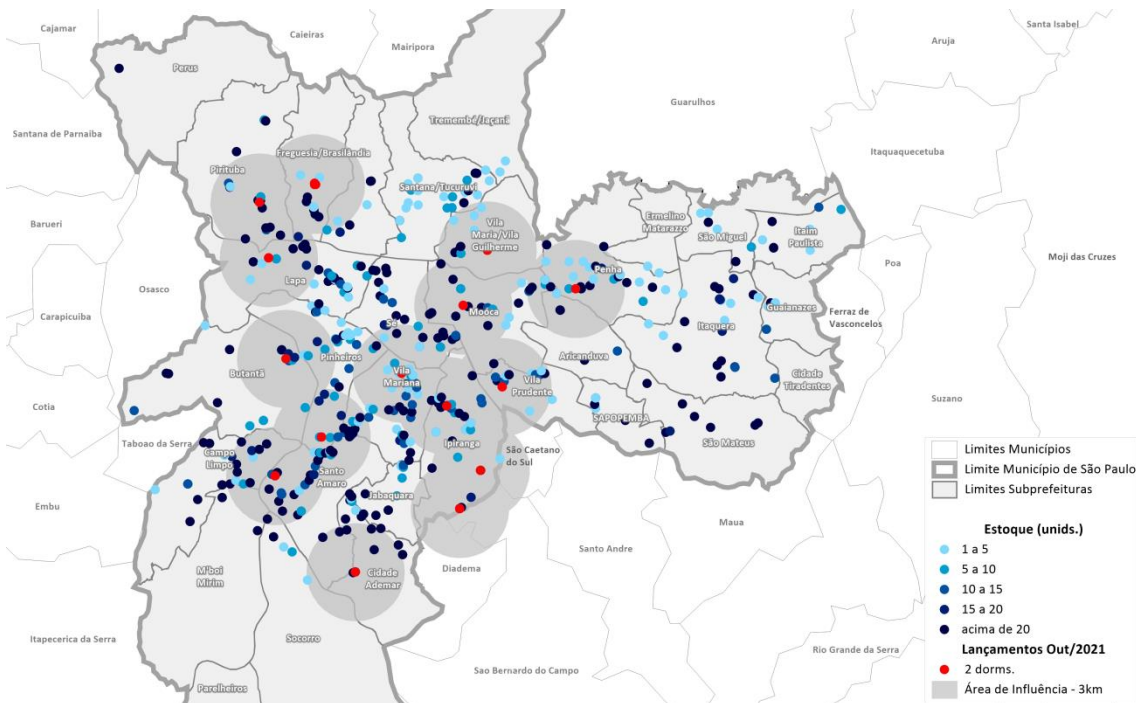 Cajamar
Caieiras
Mairipora
Santa Isabel
Aruja
Perus
Guarulhos
Santana de Parnaiba
Tremembé/Jaçanã
Freguesia/Brasilândia
Itaquaquecetuba
Pirituba
Santana/Tucuruvi
Barueri
Vila
Maria/Vila
Guilherme
Ermelino
Matarazzo
São Miguel
Itaim
Paulista
Poa
Moji das Cruzes
Penha
Lapa
Osasco
Carapicuiba
Moóca
Guaianazes
Ferraz de
Vasconcelos
Sé
Itaquera
Pinheiros
Aricanduva
Butantã
Vila
Mariana
Vila
Prudente
Cidade
Tiradentes
Suzano
Cotia
SAPOPEMBA
Taboao da Serra
Ipiranga
São Caetano
do Sul
São Mateus
Campo
Limpo
Santo
Amaro
Jabaquara
Embu
Maua
Santo Andre
M'boi
Mirim
Cidade
Ademar
Diadema
Itapecerica da Serra
Socorro
Sao Bernardo do Campo
Rio Grande da Serra
Parelheiros
Limites Municípios
Limite Município de São Paulo
Limites Subprefeituras
Estoque (unids.)
1 a 5
5 a 10
10 a 15
15 a 20
acima de 20
Lançamentos Out/2021
2 dorms.
Área de Influência - 3km